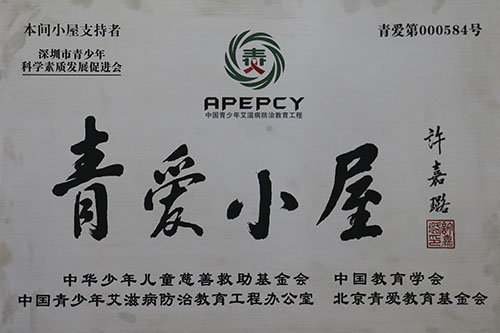 本间小屋支持者
深圳市青少年
科学素质发展促进会
青爱第000584号
APEPCY
中国青少年艾滋病防治教育工程
青爱小屋
许嘉璐
中华少年儿童慈善救助基金会 中国教育学会
中国青少年艾滋病防治教育工程办公室 北京青爱教育基金会